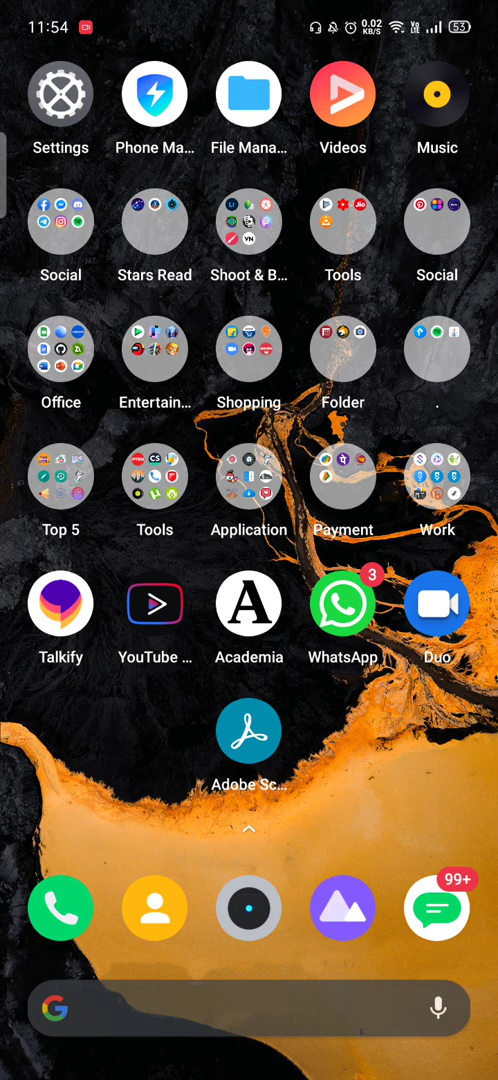 11:54 0.02 KB/S Vo LTE 53
Settings Phone Ma... File Mana... Videos Music
Social Stars Read Shoot & B... Tools Social
Office Entertain... Shopping Folder .
Top 5 Tools Application Payment Work
3
A
Talkify YouTube ... Academia WhatsApp Duo
Adobe Sc...
99+
G